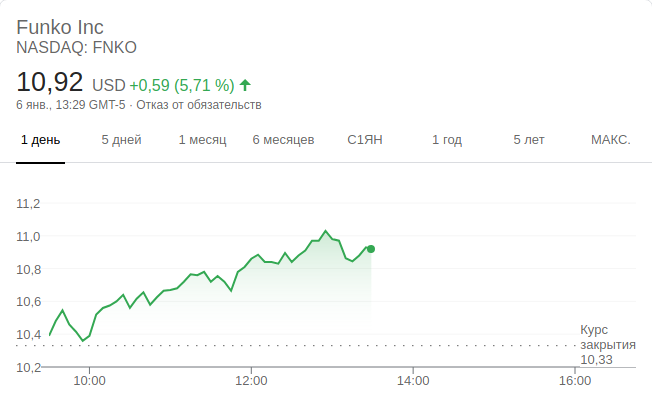 Funko Inc
NASDAQ: FNKO
10,92 USD +0,59 (5,71 %)
6 янв., 13:29 GMT-5 · Отказ от обязательств
1 день 5 дней 1 месяц 6 месяцев С1ЯН 1 год 5 лет МАКС.
11,2
11,0
10,8
10,6
10,4
10,2
Курс
закрытия
10,33
10:00 12:00 14:00 16:00